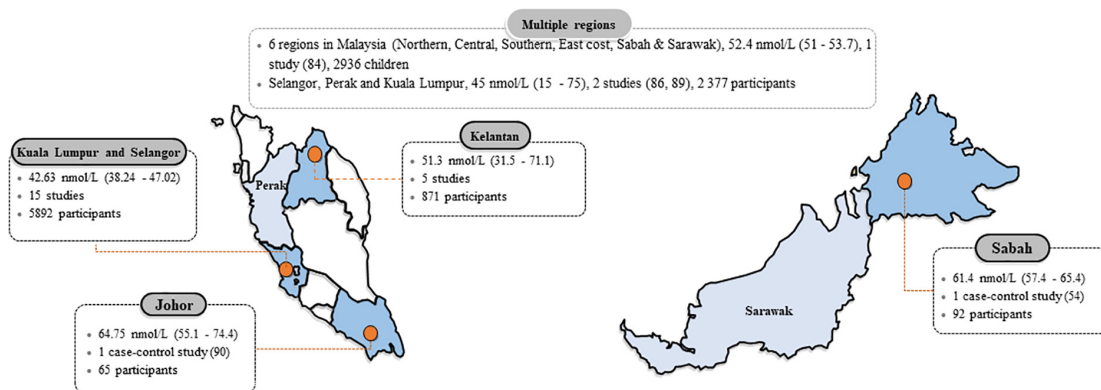 Multiple regions
6 regions in Malaysia (Northern, Central, Southern, East cost, Sabah & Sarawak), 52.4 nmol/L (51 - 53.7), 1
study (84), 2936 children
Selangor, Perak and Kuala Lumpur, 45 nmol/L (15 - 75), 2 studies (86, 89), 2 377 participants
Kuala Lumpur and Selangor
42.63 nmol/L (38.24 - 47.02)
15 studies
5892 participants
Perak
Kelantan
51.3 nmol/L (31.5 - 71.1)
5 studies
871 participants
Johor
64.75 nmol/L (55.1 - 74.4)
1 case-control study (90)
65 participants
Sarawak
Sabah
61.4 nmol/L (57.4 - 65.4)
1 case-control study (54)
92 participants